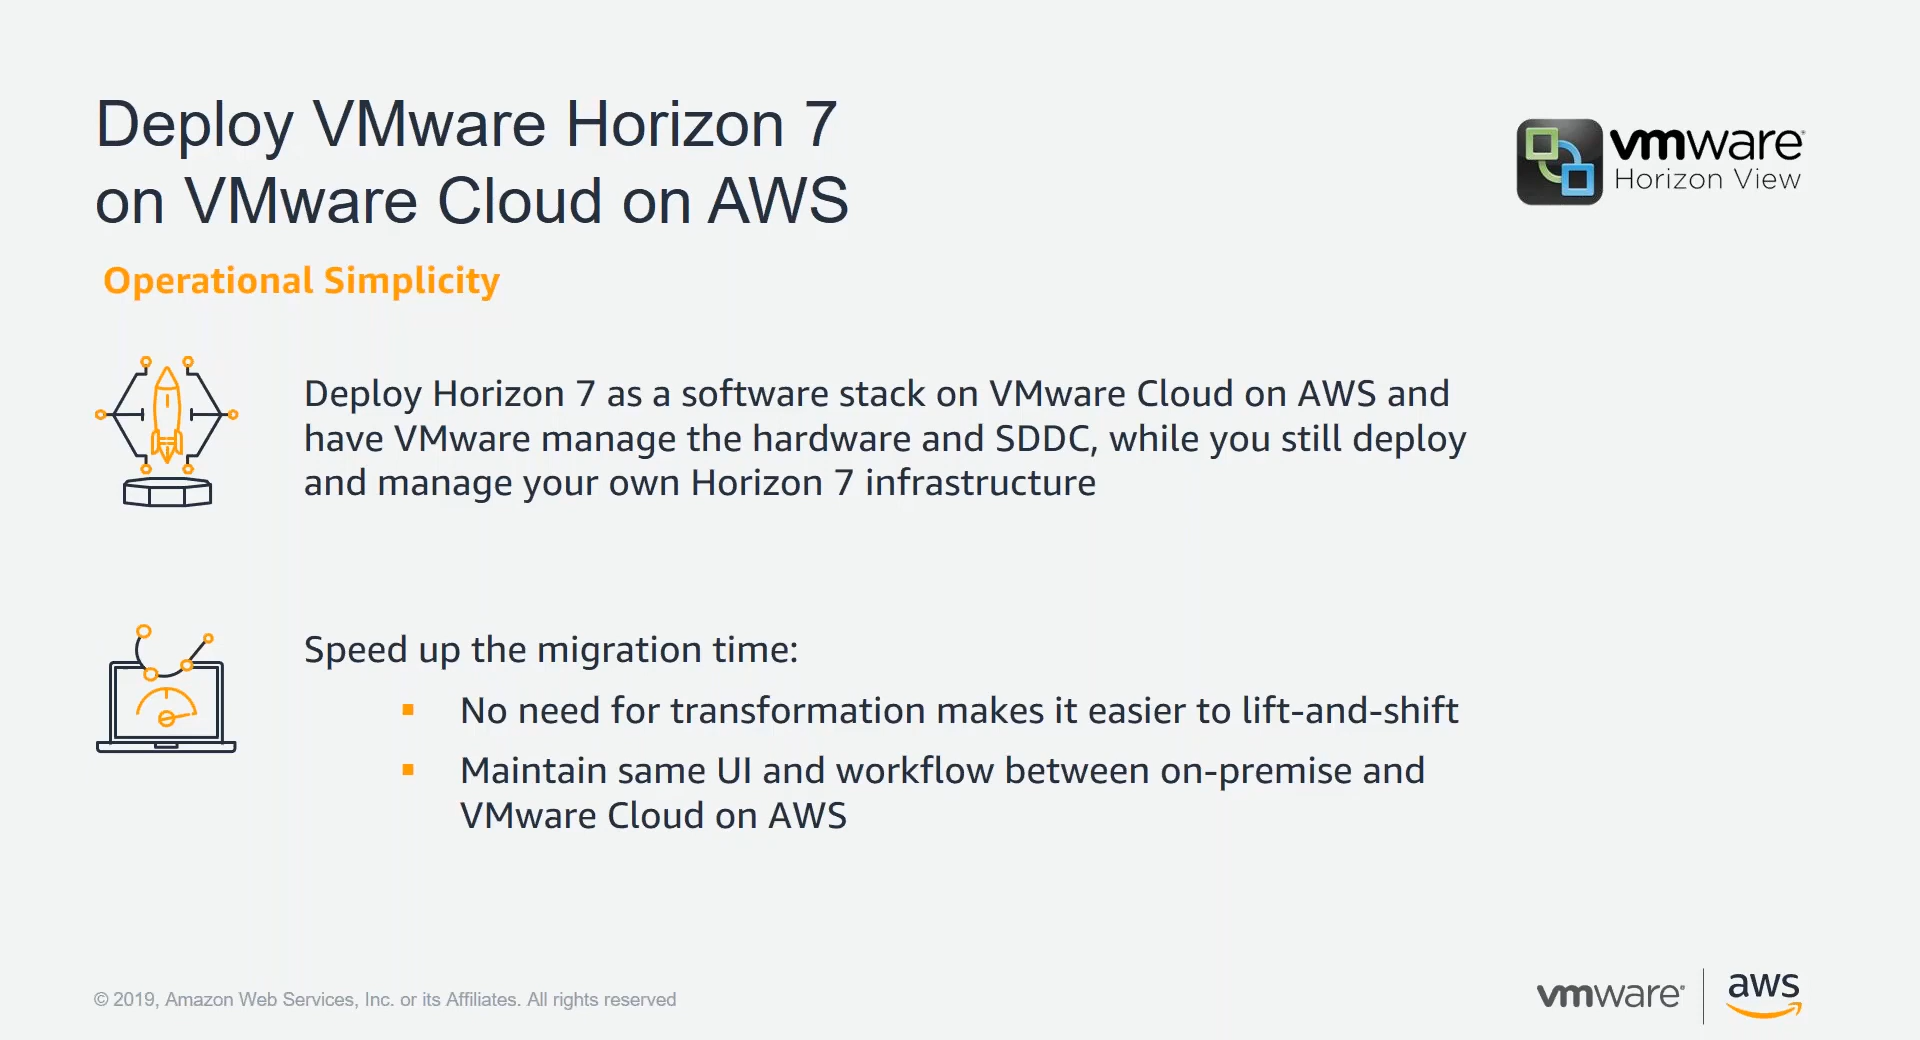 Deploy VMware Horizon 7
on VMware Cloud on AWS
vmware
Horizon View
Operational Simplicity
Deploy Horizon 7 as a software stack on VMware Cloud on AWS and
have VMware manage the hardware and SDDC, while you still deploy
and manage your own Horizon 7 infrastructure
Speed up the migration time:
▪ No need for transformation makes it easier to lift-and-shift
▪ Maintain same UI and workflow between on-premise and
VMware Cloud on AWS
© 2019, Amazon Web Services, Inc. or its Affiliates. All rights reserved
vmware®
aws